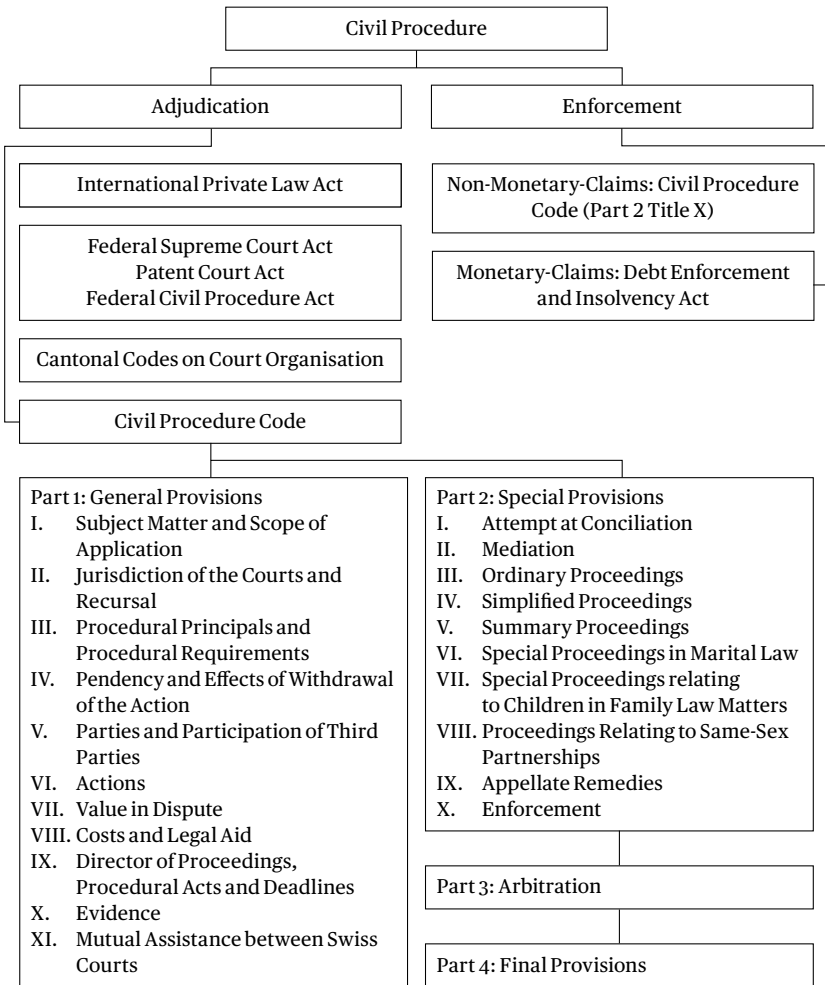 Civil Procedure
Adjudication
Enforcement
International Private Law Act
Non-Monetary-Claims: Civil Procedure
Code (Part 2 Title X)
Federal Supreme Court Act
Patent Court Act
Federal Civil Procedure Act
Monetary-Claims: Debt Enforcement
and Insolvency Act
Cantonal Codes on Court Organisation
Civil Procedure Code
Part 1: General Provisions
I. Subject Matter and Scope of
Application
II. Jurisdiction of the Courts and
Recursal
III. Procedural Principals and
Procedural Requirements
IV. Pendency and Effects of Withdrawal
of the Action
V. Parties and Participation of Third
Parties
VI. Actions
VII. Value in Dispute
VIII. Costs and Legal Aid
IX. Director of Proceedings,
Procedural Acts and Deadlines
X. Evidence
XI. Mutual Assistance between Swiss
Courts
Part 2: Special Provisions
I. Attempt at Conciliation
II. Mediation
III. Ordinary Proceedings
IV. Simplified Proceedings
V. Summary Proceedings
VI. Special Proceedings in Marital Law
VII. Special Proceedings relating
to Children in Family Law Matters
VIII. Proceedings Relating to Same-Sex
Partnerships
IX. Appellate Remedies
X. Enforcement
Part 3: Arbitration
Part 4: Final Provisions